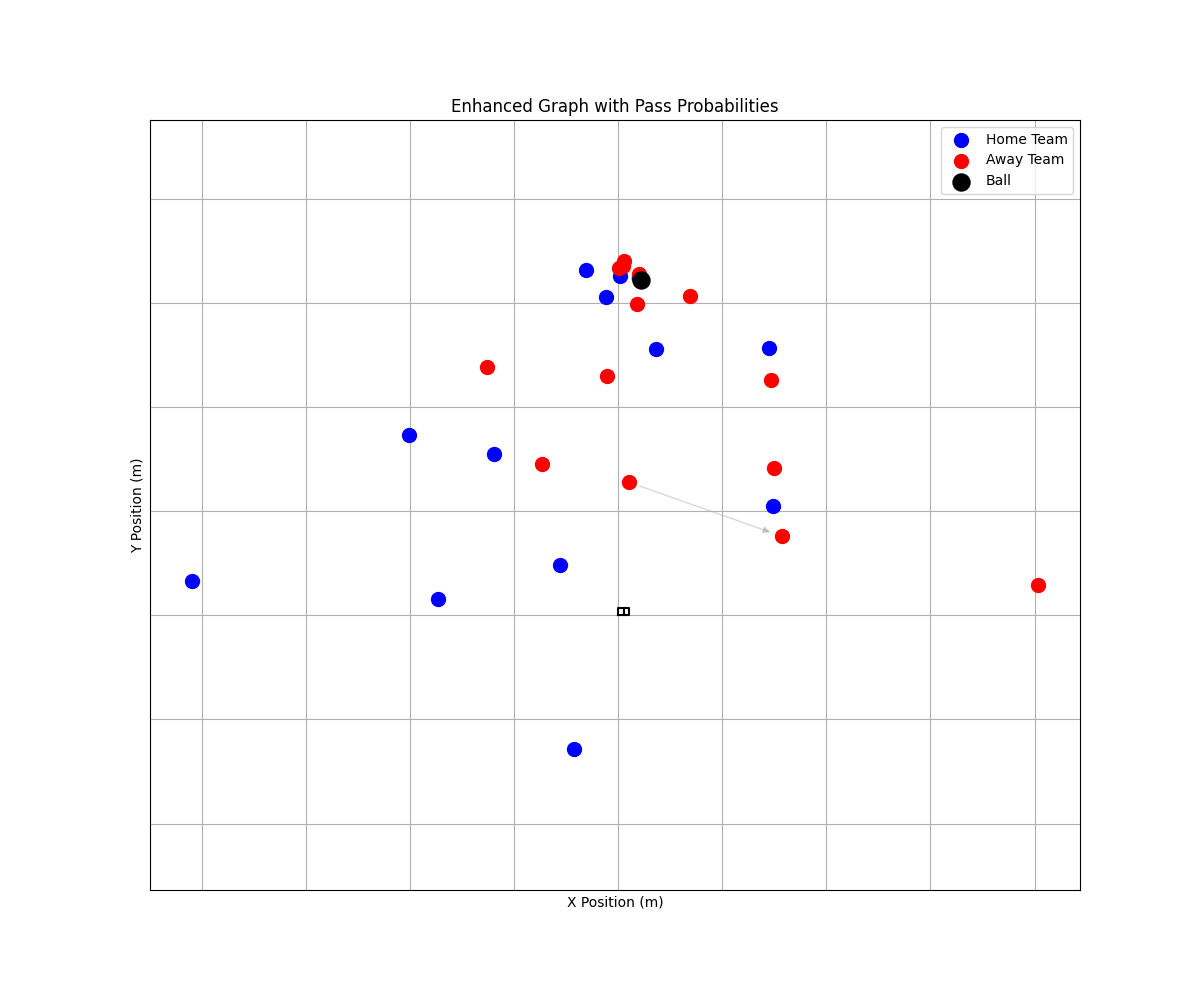 Enhanced Graph with Pass Probabilities
Home Team
Away Team
Ball
Y Position (m)
X Position (m)